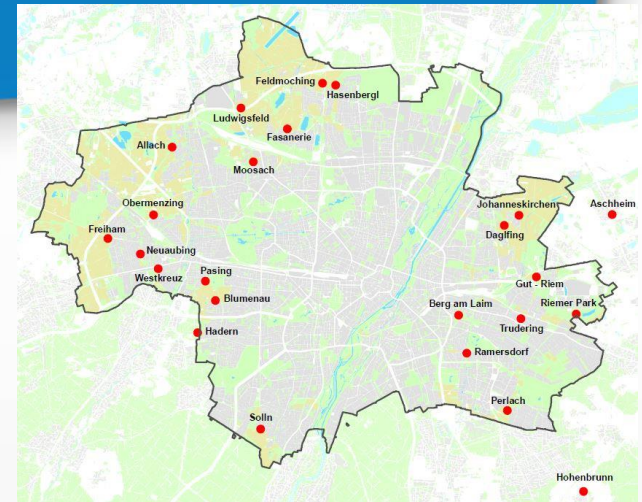 Feldmoching
Hasenbergl
Ludwigsfeld
Fasanerie
Allach
Moosach
Obermenzing
Johanneskirchen
Aschheim
Freiham
Daglfing
Neuaubing
Westkreuz
Pasing
Gut - Riem
Blumenau
Berg am Laim
Riemer Park
Trudering
Hadern
Ramersdorf
Perlach
Solln
Hohenbrunn